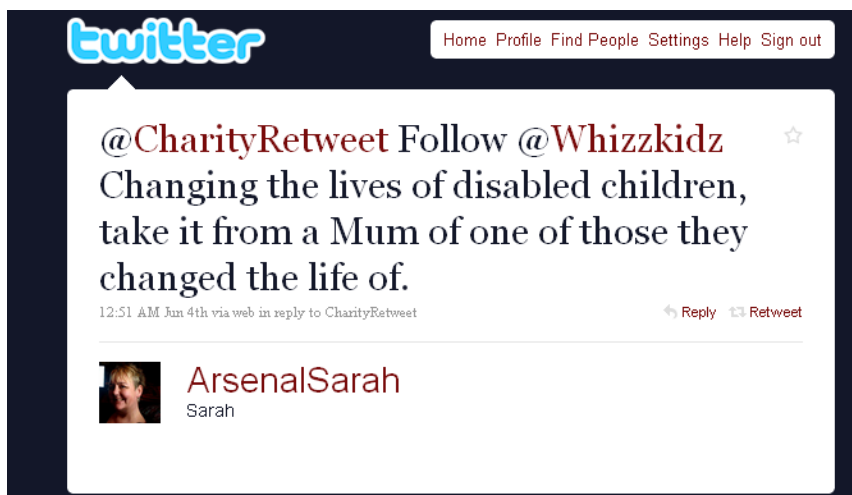 twitter
Home Profile Find People Settings Help Sign out
@CharityRetweet Follow @Whizzkidz
Changing the lives of disabled children,
take it from a Mum of one of those they
changed the life of.
12:51 AM Jun 4th via web in reply to CharityRetweet
Reply Retweet
ArsenalSarah
Sarah